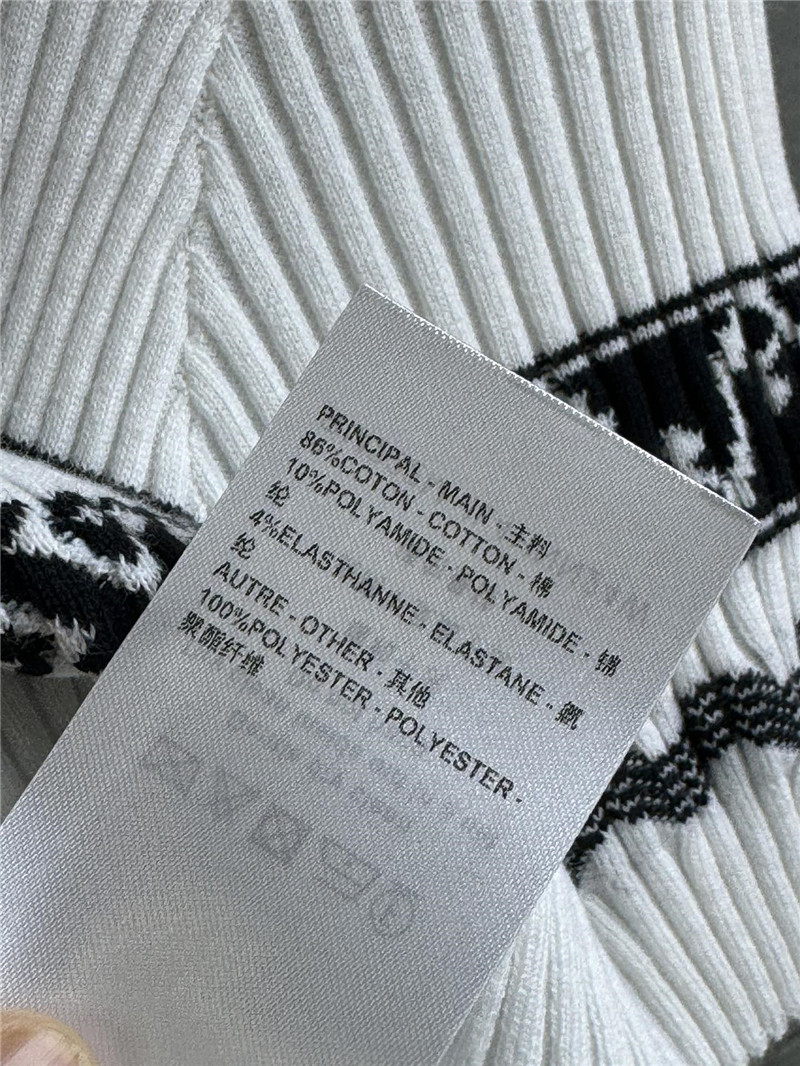 PRINCIPAL - MAIN - 主料
86%COTON - COTTON - 棉
10%POLYAMIDE - POLYAMIDE - 锦
纶
4%ELASTHANNE - ELASTANE - 氨
纶
AUTRE - OTHER - 其他
100%POLYESTER - POLYESTER -
聚酯纤维